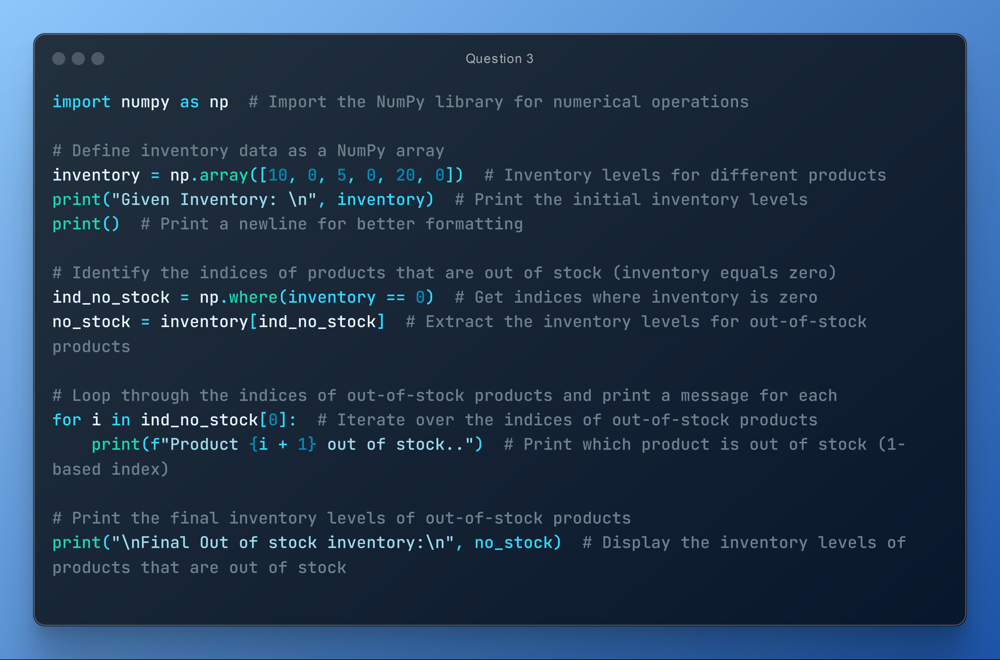 Question 3
import numpy as np  # Import the NumPy library for numerical operations
# Define inventory data as a NumPy array
inventory = np.array([10, 0, 5, 0, 20, 0])  # Inventory levels for different products
print("Given Inventory: \n", inventory)  # Print the initial inventory levels
print()  # Print a newline for better formatting
# Identify the indices of products that are out of stock (inventory equals zero)
ind_no_stock = np.where(inventory == 0)  # Get indices where inventory is zero
no_stock = inventory[ind_no_stock]  # Extract the inventory levels for out-of-stock
products
# Loop through the indices of out-of-stock products and print a message for each
for i in ind_no_stock[0]:  # Iterate over the indices of out-of-stock products
    print(f"Product {i + 1} out of stock..")  # Print which product is out of stock (1-
based index)
# Print the final inventory levels of out-of-stock products
print("\nFinal Out of stock inventory:\n", no_stock)  # Display the inventory levels of
products that are out of stock